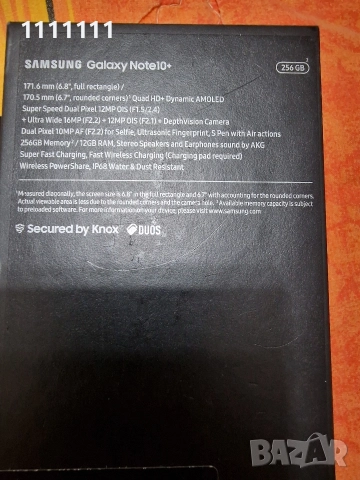 11111111
SAMSUNG Galaxy Note10+
256 GB²
171.6 mm (6.8", full rectangle) /
170.5 mm (6.7", rounded corners)¹ Quad HD+ Dynamic AMOLED
Super Speed Dual Pixel 12MP OIS (F1.5/2.4)
+ Ultra Wide 16MP (F2.2) + 12MP OIS (F2.1) + DepthVision Camera
Dual Pixel 10MP AF (F2.2) for Selfie, Ultrasonic Fingerprint, S Pen with Air actions
256GB Memory² / 12GB RAM, Stereo Speakers and Earphones sound by AKG
Super Fast Charging, Fast Wireless Charging (Charging pad required)
Wireless PowerShare, IP68 Water & Dust Resistant
¹Measured diagonally, the screen size is 6.8" in the full rectangle and 6.7" with accounting for the rounded corners.
Actual viewable area is less due to the rounded corners and the camera hole. ²Available memory capacity is subject
to preloaded software. For more information, please visit www.samsung.com
Secured by Knox DUOS
BAZAR
bazar.bg